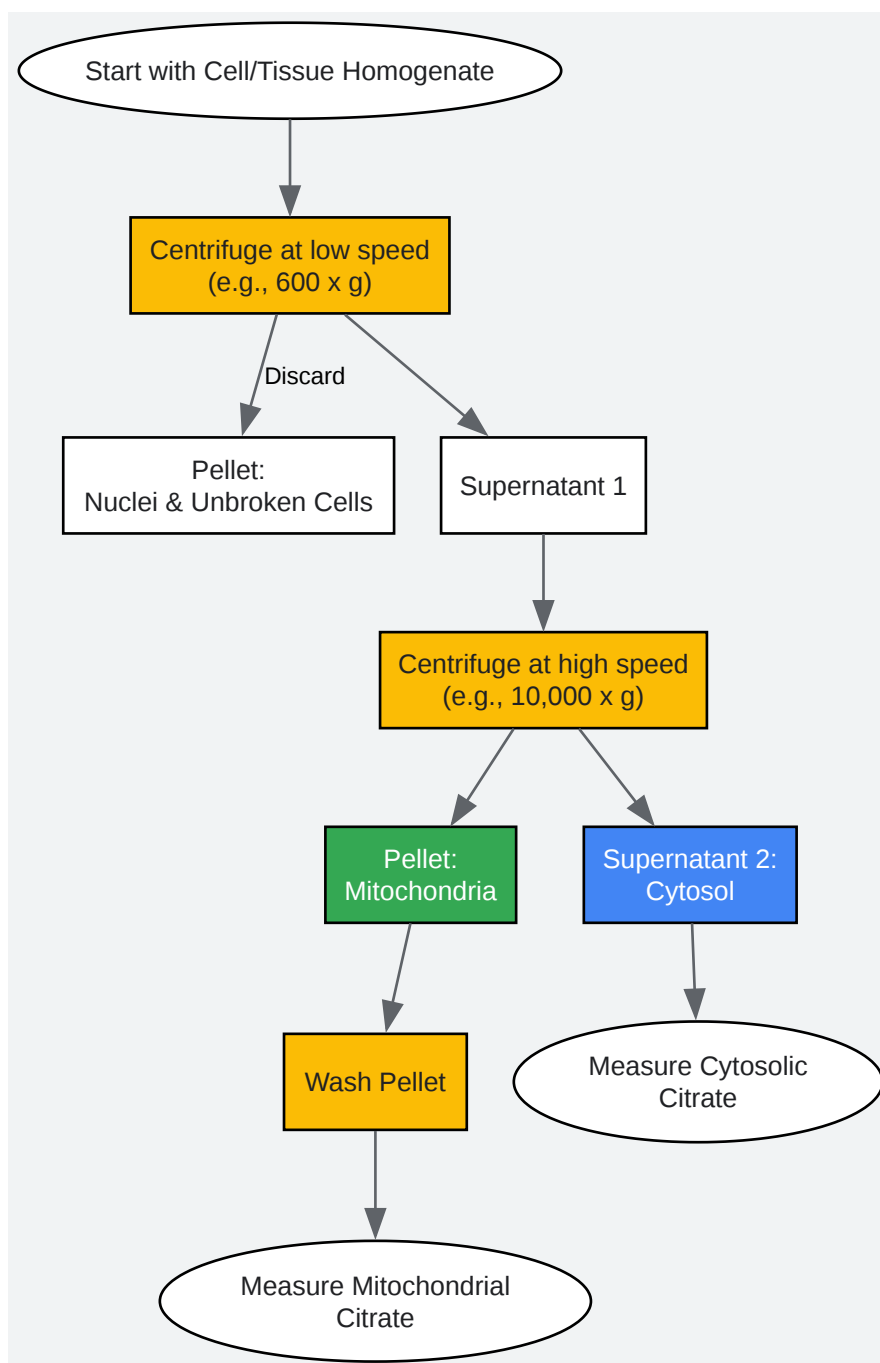 Start with Cell/Tissue Homogenate
Centrifuge at low speed
(e.g., 600 x g)
Discard
Pellet:
Nuclei & Unbroken Cells
Supernatant 1
Centrifuge at high speed
(e.g., 10,000 x g)
Pellet:
Mitochondria
Supernatant 2:
Cytosol
Wash Pellet
Measure Cytosolic
Citrate
Measure Mitochondrial
Citrate